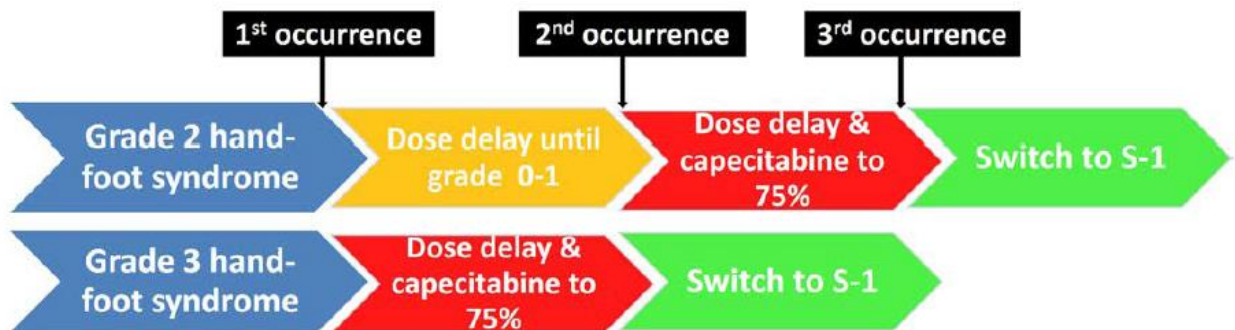 1st occurrence
2nd occurrence
3rd occurrence
Grade 2 hand-
foot syndrome
Dose delay until
grade 0-1
Dose delay &
capecitabine to
75%
Switch to S-1
Grade 3 hand-
foot syndrome
Dose delay &
capecitabine to
75%
Switch to S-1